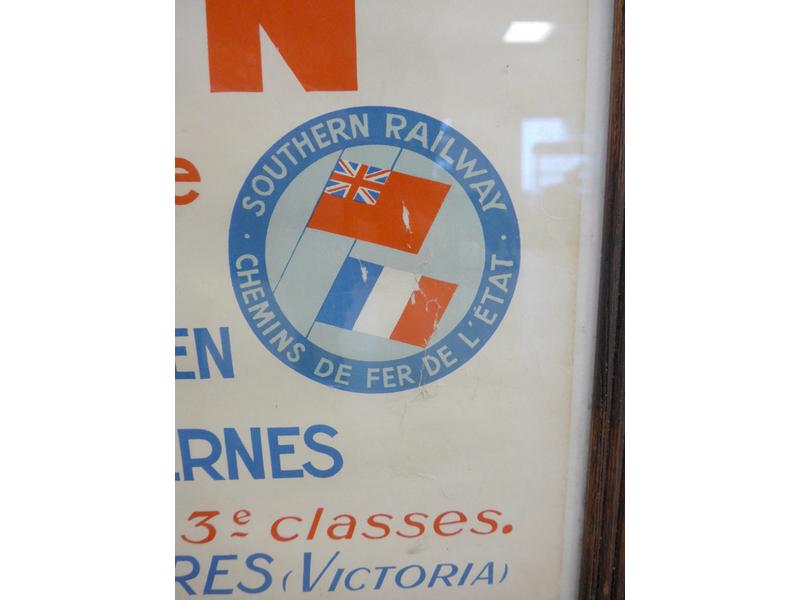 N
e
SOUTHERN RAILWAY
· CHEMINS DE FER DE L'ÉTAT ·
EN
ERNES
3e classes.
RES (VICTORIA)